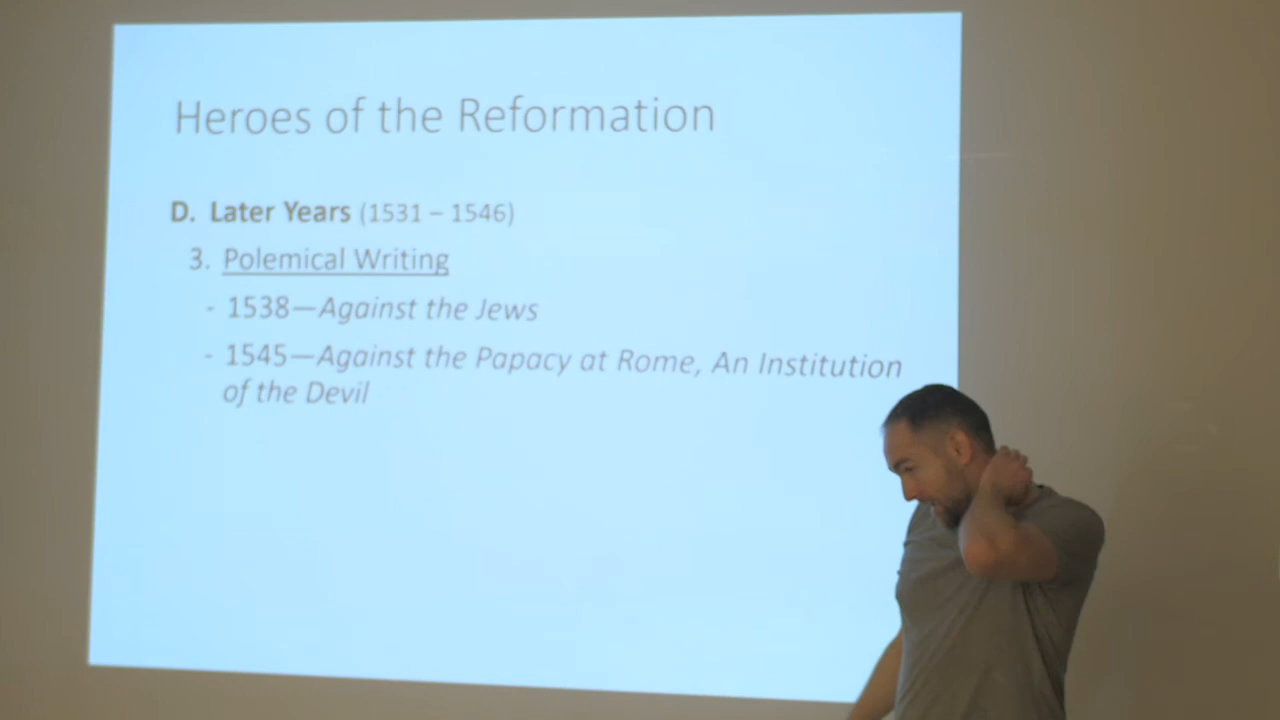 Heroes of the Reformation
D. Later Years (1531 – 1546)
3. Polemical Writing
- 1538—Against the Jews
- 1545—Against the Papacy at Rome, An Institution
of the Devil